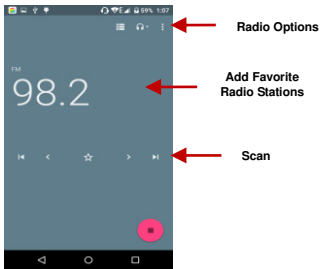 59% 1:07
Radio Options
FM
98.2
Add Favorite
Radio Stations
Scan